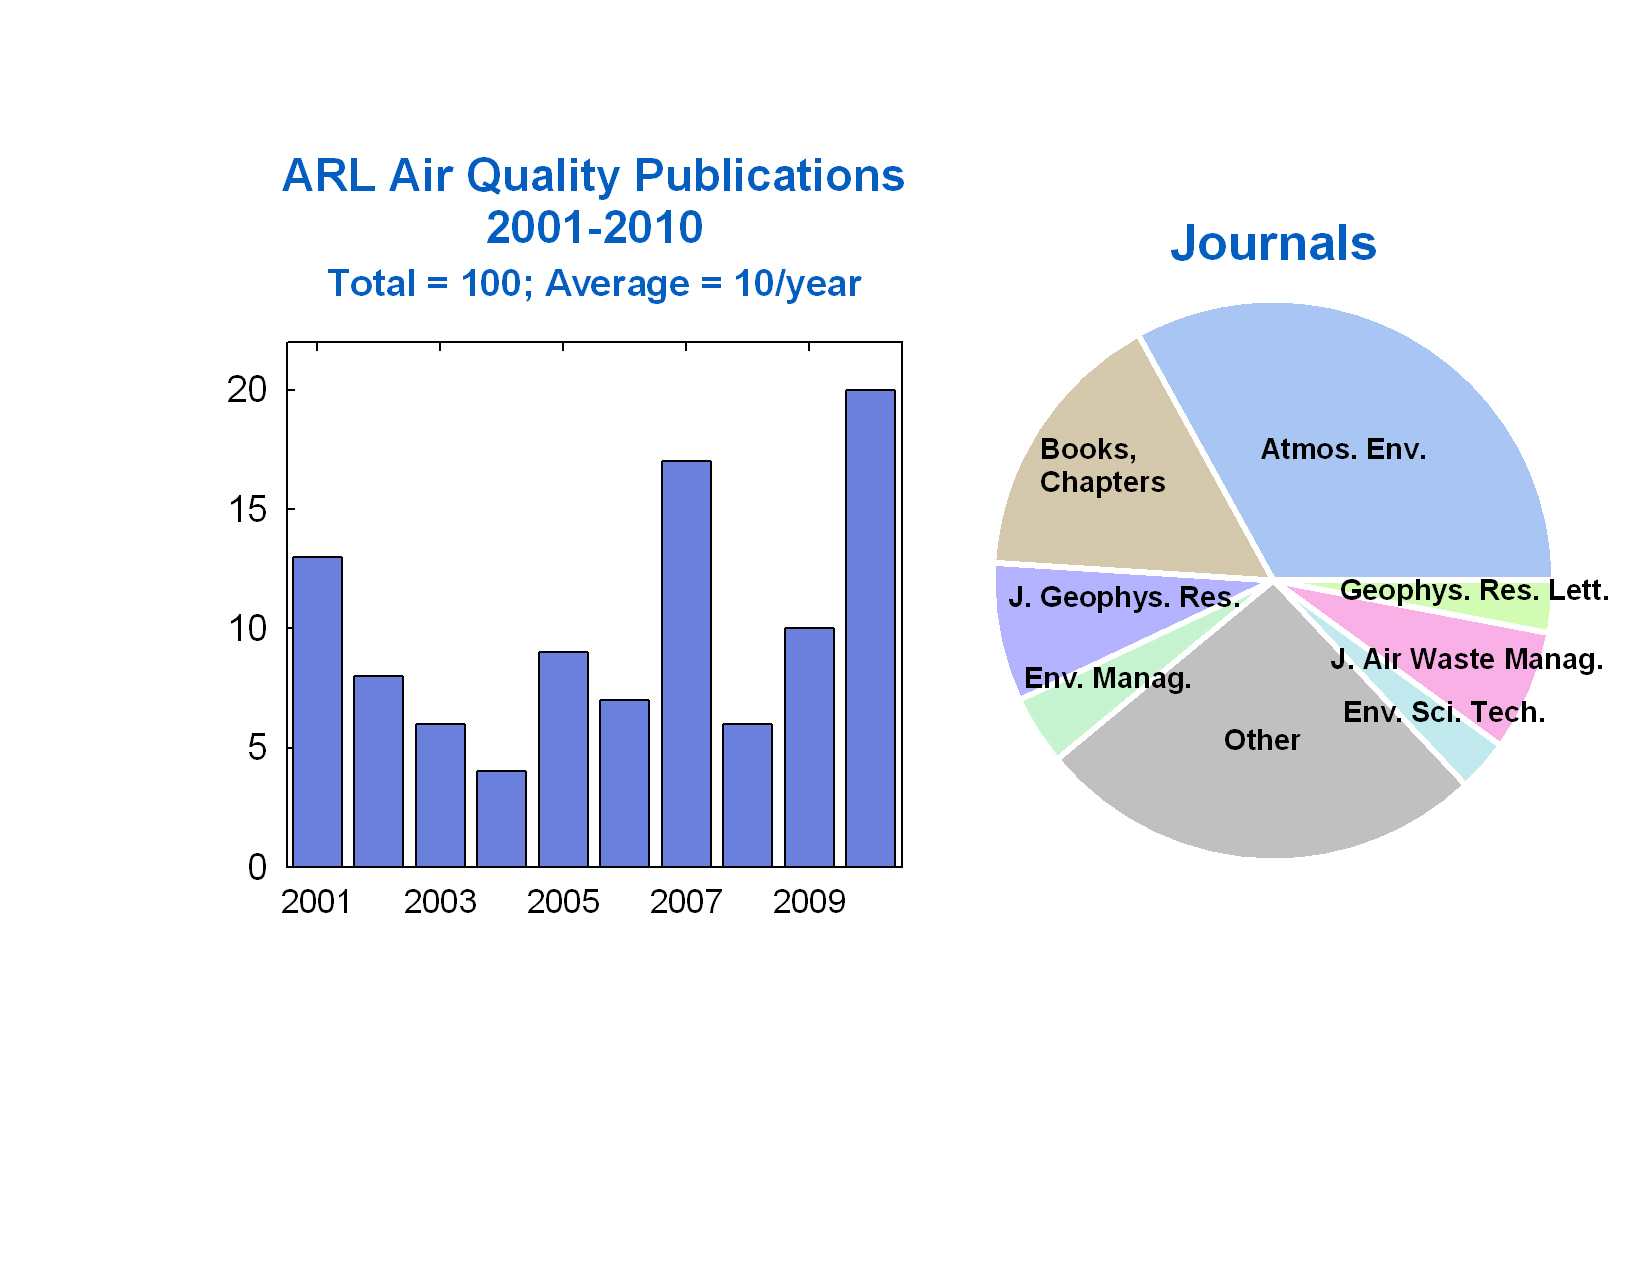 ARL Air Quality Publications
2001-2010
Total = 100; Average = 10/year
20
15
10
5
0
2001 2003 2005 2007 2009
Journals
Atmos. Env.
Books,
Chapters
J. Geophys. Res.
Env. Manag.
Other
Geophys. Res. Lett.
J. Air Waste Manag.
Env. Sci. Tech.